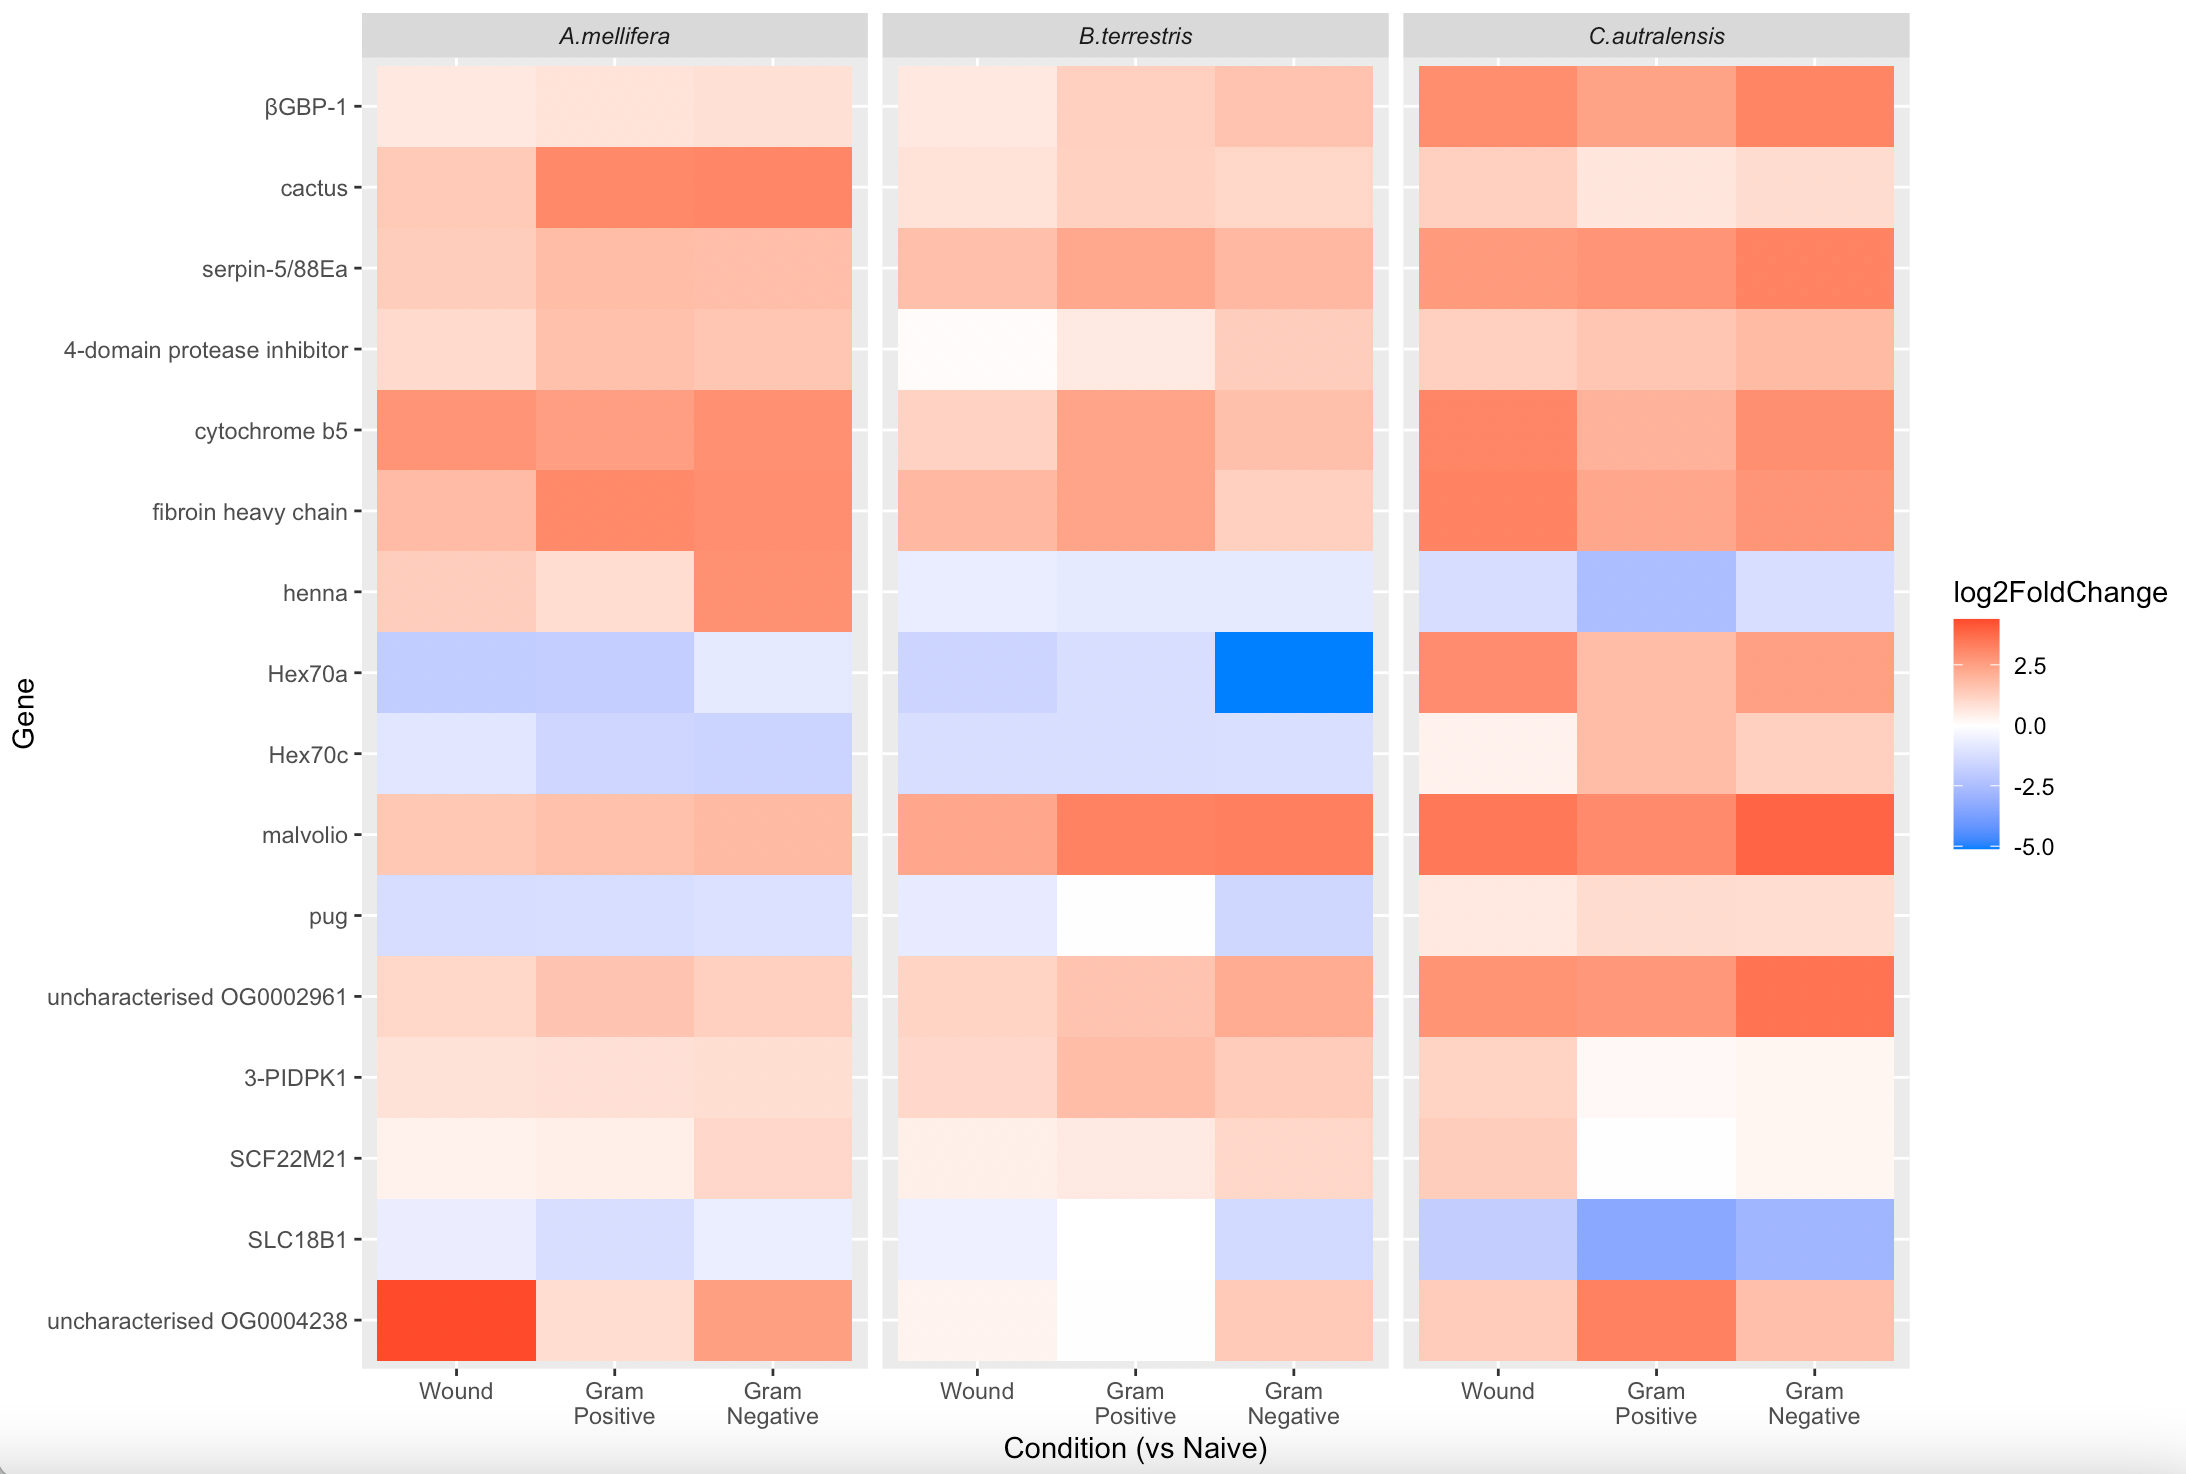 A.mellifera
B.terrestris
C.autralensis
βGBP-1
cactus
serpin-5/88Ea
4-domain protease inhibitor
cytochrome b5
fibroin heavy chain
henna
Hex70a
Hex70c
malvolio
pug
uncharacterised OG0002961
3-PIDPK1
SCF22M21
SLC18B1
uncharacterised OG0004238
Gene
Wound
Gram
Positive
Gram
Negative
Wound
Gram
Positive
Gram
Negative
Wound
Gram
Positive
Gram
Negative
Condition (vs Naive)
log2FoldChange
2.5
0.0
-2.5
-5.0